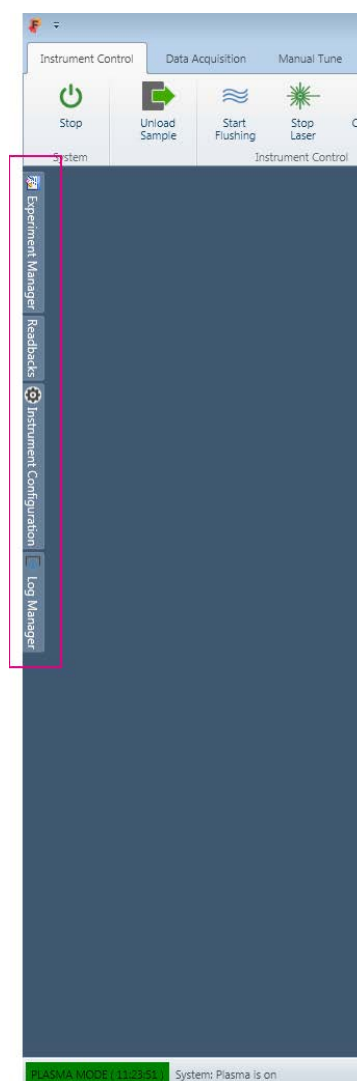 Instrument Control
Data Acquisition
Manual Tune
Stop
Unload
Sample
Start
Flushing
Stop
Laser
System
Instrument Control
Experiment Manager
Readbacks
Instrument Configuration
Log Manager
PLASMA MODE ( 11:23:51 )
System: Plasma is on